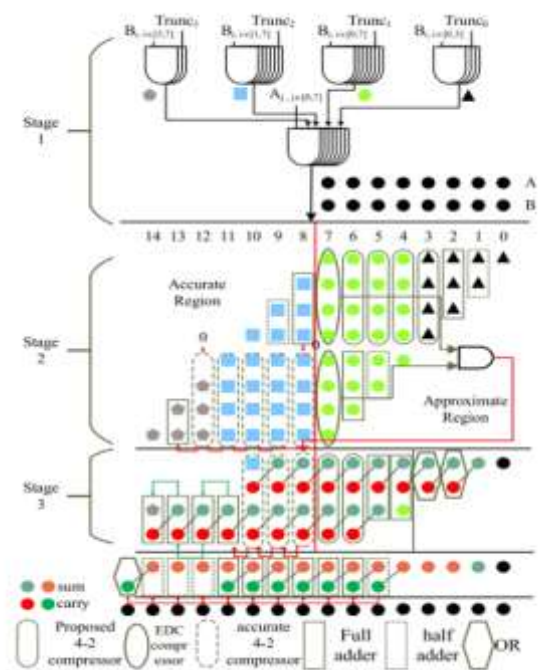 Trunc3 Trunc2 Trunc1 Trunc0
Stage
1
A
B
14 13 12 11 10 9 8 7 6 5 4 3 2 1 0
Accurate
Region
0
0
Stage
2
Approximate
Region
Stage
3
sum
carry
Proposed
4-2
compressor
EDC
compr
essor
accurate
4-2
compressor
Full
adder
half
adder
OR